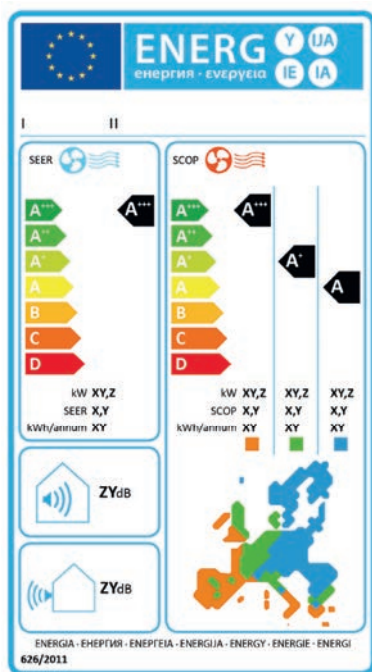 ENERG Y IJA
енергия · ενεργεια IE IA
I II
SEER
SCOP
A+++ A+++
A++
A+
A
B
C
D
A+++ A+++
A++
A+ A+
A A
B
C
D
kW XY,Z
SEER X,Y
kWh/annum XY
kW XY,Z XY,Z XY,Z
SCOP X,Y X,Y X,Y
kWh/annum XY XY XY
ZYdB
ZYdB
ENERGIA · ЕНЕРГИЯ · ΕΝΕΡΓΕΙΑ · ENERGIJA · ENERGY · ENERGIE · ENERGI
626/2011